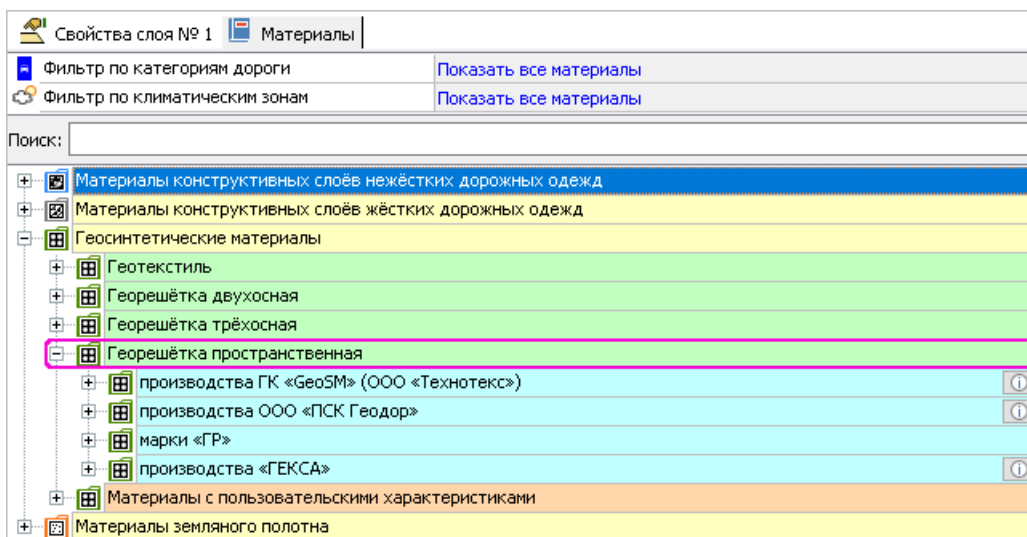 Свойства слоя № 1 Материалы
Фильтр по категориям дороги Показать все материалы
Фильтр по климатическим зонам Показать все материалы
Поиск:
Материалы конструктивных слоёв нежёстких дорожных одежд
Материалы конструктивных слоёв жёстких дорожных одежд
Геосинтетические материалы
Геотекстиль
Георешётка двухосная
Георешётка трёхосная
Георешётка пространственная
производства ГК «GeoSM» (ООО «Технотекс»)
производства ООО «ПСК Геодор»
марки «ГР»
производства «ГЕКСА»
Материалы с пользовательскими характеристиками
Материалы земляного полотна